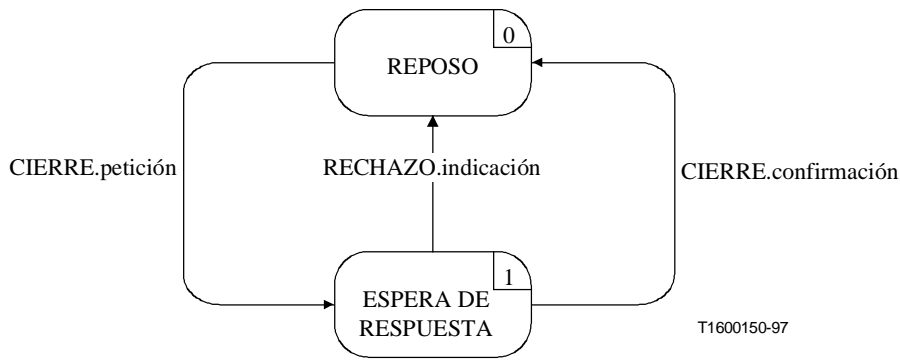 0
REPOSO
CIERRE.petición
RECHAZO.indicación
CIERRE.confirmación
1
ESPERA DE
RESPUESTA
T1600150-97